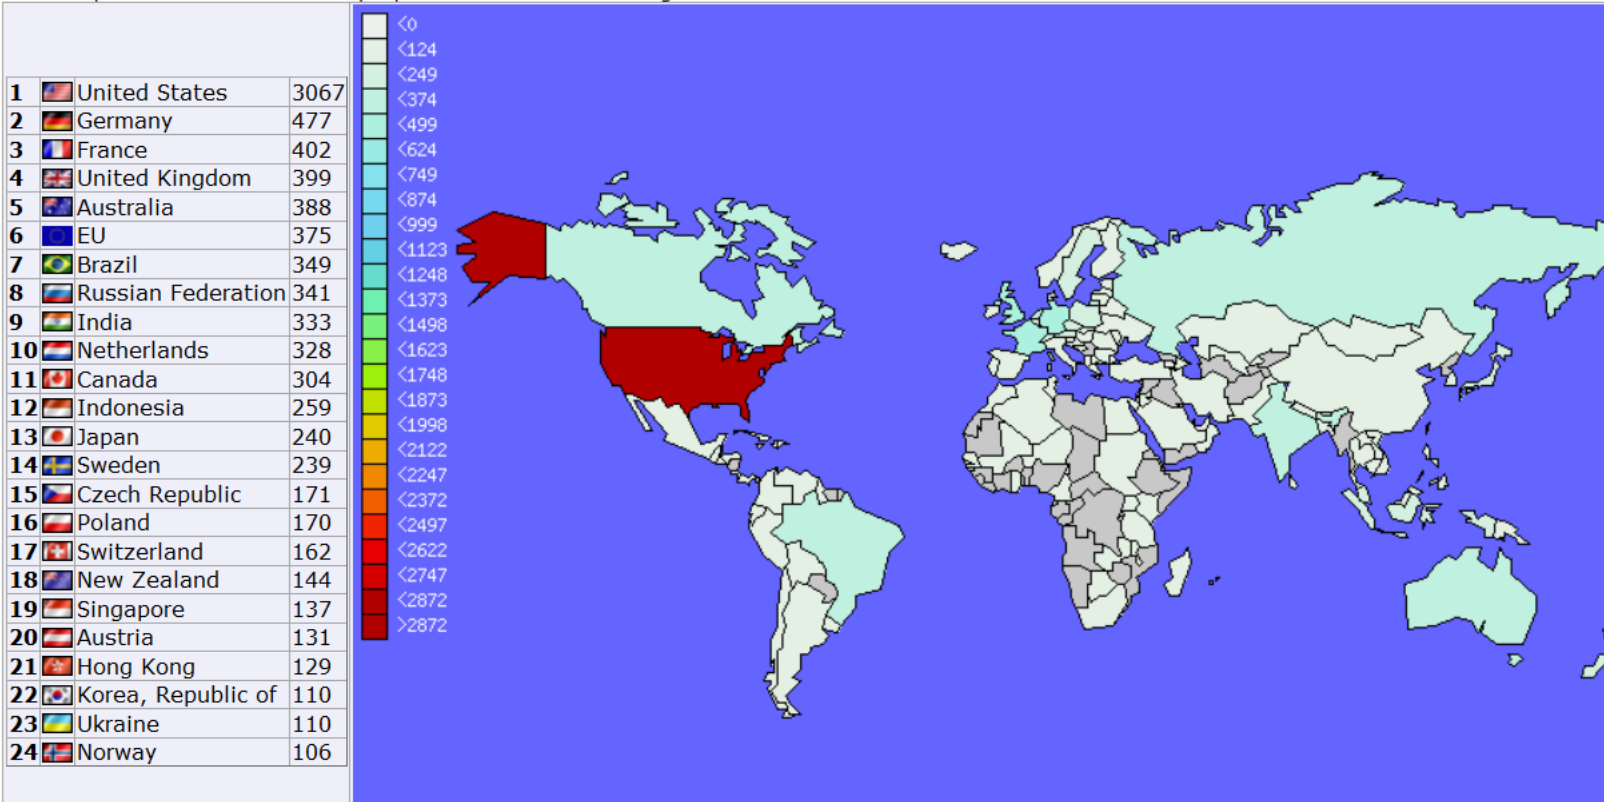 1 United States 3067
2 Germany 477
3 France 402
4 United Kingdom 399
5 Australia 388
6 EU 375
7 Brazil 349
8 Russian Federation 341
9 India 333
10 Netherlands 328
11 Canada 304
12 Indonesia 259
13 Japan 240
14 Sweden 239
15 Czech Republic 171
16 Poland 170
17 Switzerland 162
18 New Zealand 144
19 Singapore 137
20 Austria 131
21 Hong Kong 129
22 Korea, Republic of 110
23 Ukraine 110
24 Norway 106
<0
<124
<249
<374
<499
<624
<749
<874
<999
<1123
<1248
<1373
<1498
<1623
<1748
<1873
<1998
<2122
<2247
<2372
<2497
<2622
<2747
<2872
>2872